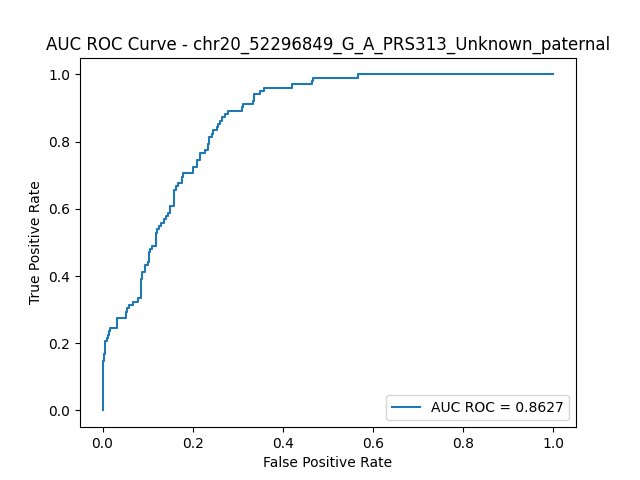 AUC ROC Curve - chr20_52296849_G_A_PRS313_Unknown_paternal
1.0
0.8
0.6
0.4
0.2
0.0
True Positive Rate
AUC ROC = 0.8627
0.0 0.2 0.4 0.6 0.8 1.0
False Positive Rate